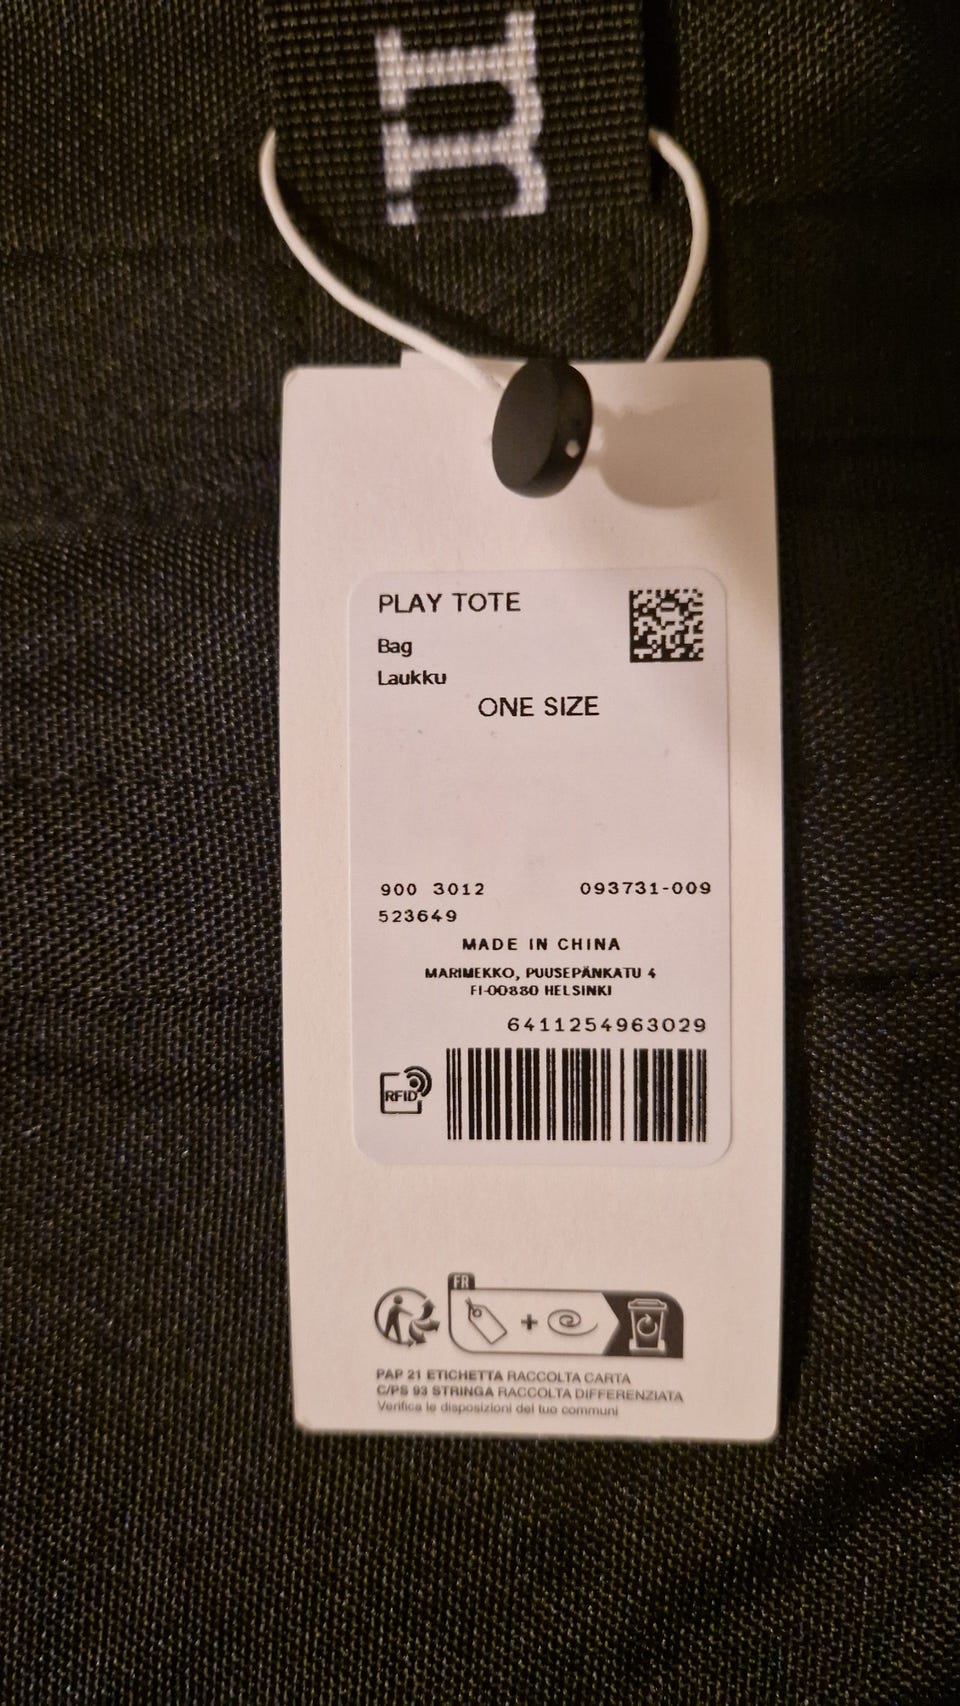 PLAY TOTE
Bag
Laukku
ONE SIZE
900 3012 093731-009
523649
MADE IN CHINA
MARIMEKKO, PUUSEPÄNKATU 4
FI-00880 HELSINKI
6411254963029
RFID
FR
PAP 21 ETICHETTA RACCOLTA CARTA
C/PS 93 STRINGA RACCOLTA DIFFERENZIATA
Verifica le disposizioni del tuo communi